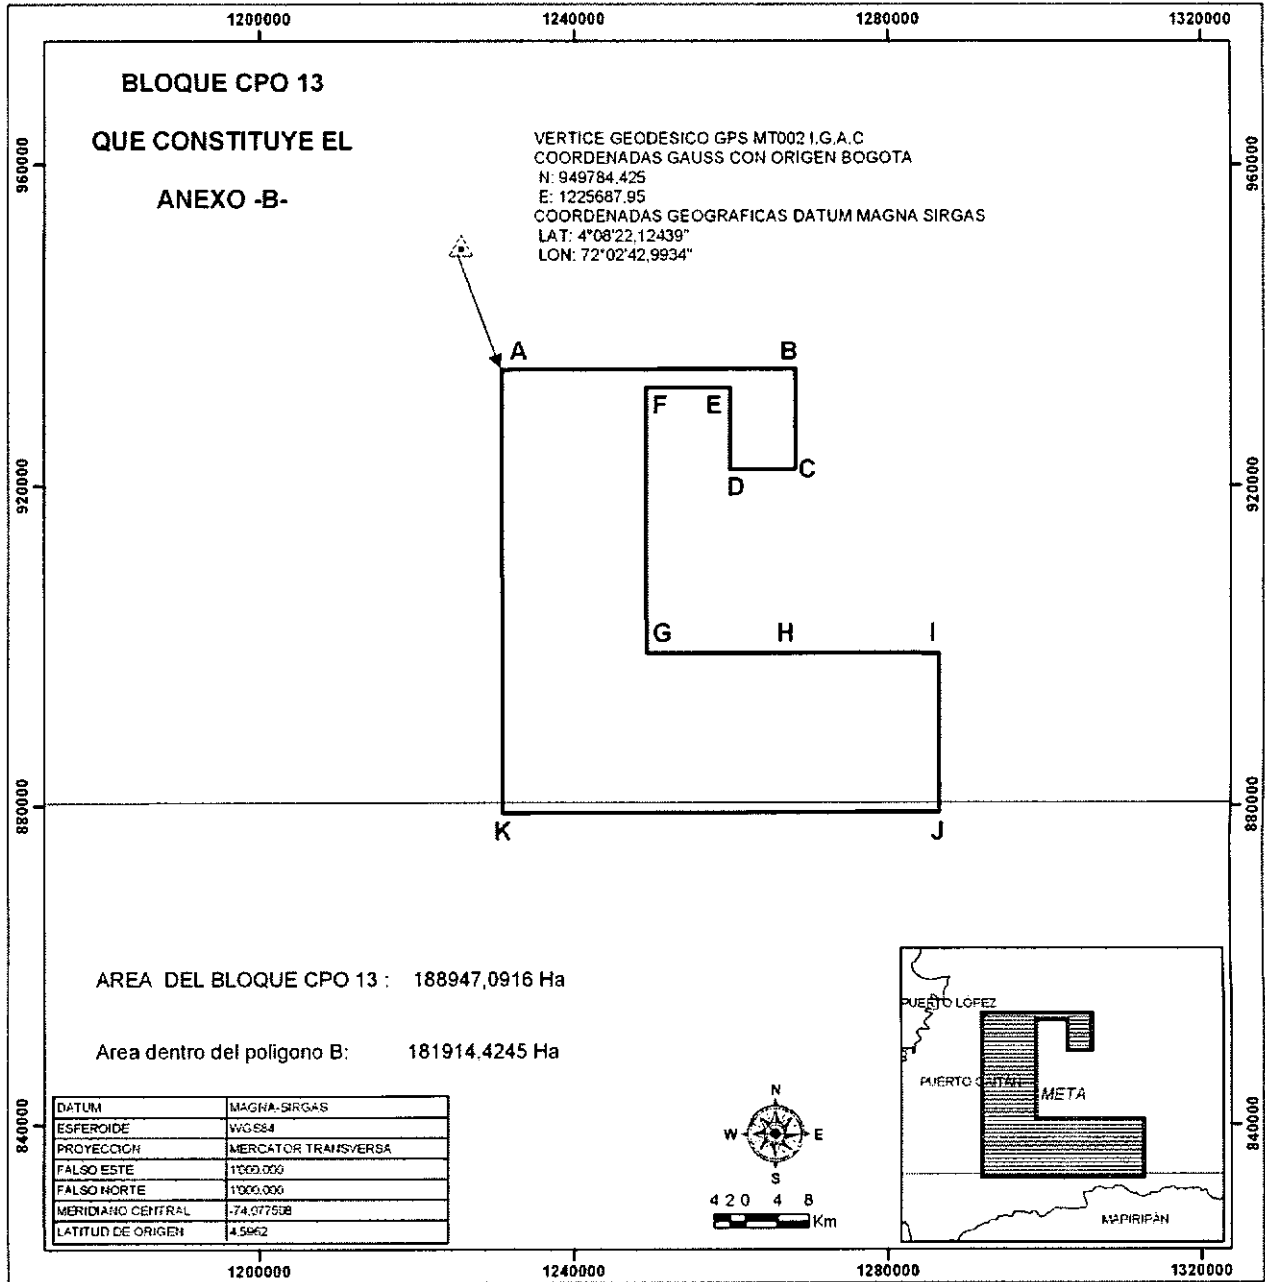 1200000 1240000 1280000 1320000
BLOQUE CPO 13
QUE CONSTITUYE EL
ANEXO -B-
VERTICE GEODESICO GPS MT002 I.G.A.C
COORDENADAS GAUSS CON ORIGEN BOGOTA
N: 949784,425
E: 1225687,95
COORDENADAS GEOGRAFICAS DATUM MAGNA SIRGAS
LAT: 4°08'22,12439"
LON: 72°02'42,9934"
960000 960000
A B
F E
C
D
920000 920000
G H I
880000 880000
K J
AREA DEL BLOQUE CPO 13 : 188947,0916 Ha
Area dentro del poligono B: 181914,4245 Ha
DATUM MAGNA-SIRGAS
ESFEROIDE WGS84
PROYECCION MERCATOR TRANSVERSA
FALSO ESTE 1'000.000
FALSO NORTE 1'000.000
MERIDIANO CENTRAL -74,077508
LATITUD DE ORIGEN 4,5962
840000 840000
N
W E
S
4 2 0 4 8
Km
PUERTO LÓPEZ
PUERTO GAITÁN
META
MAPIRIPÁN
1200000 1240000 1280000 1320000